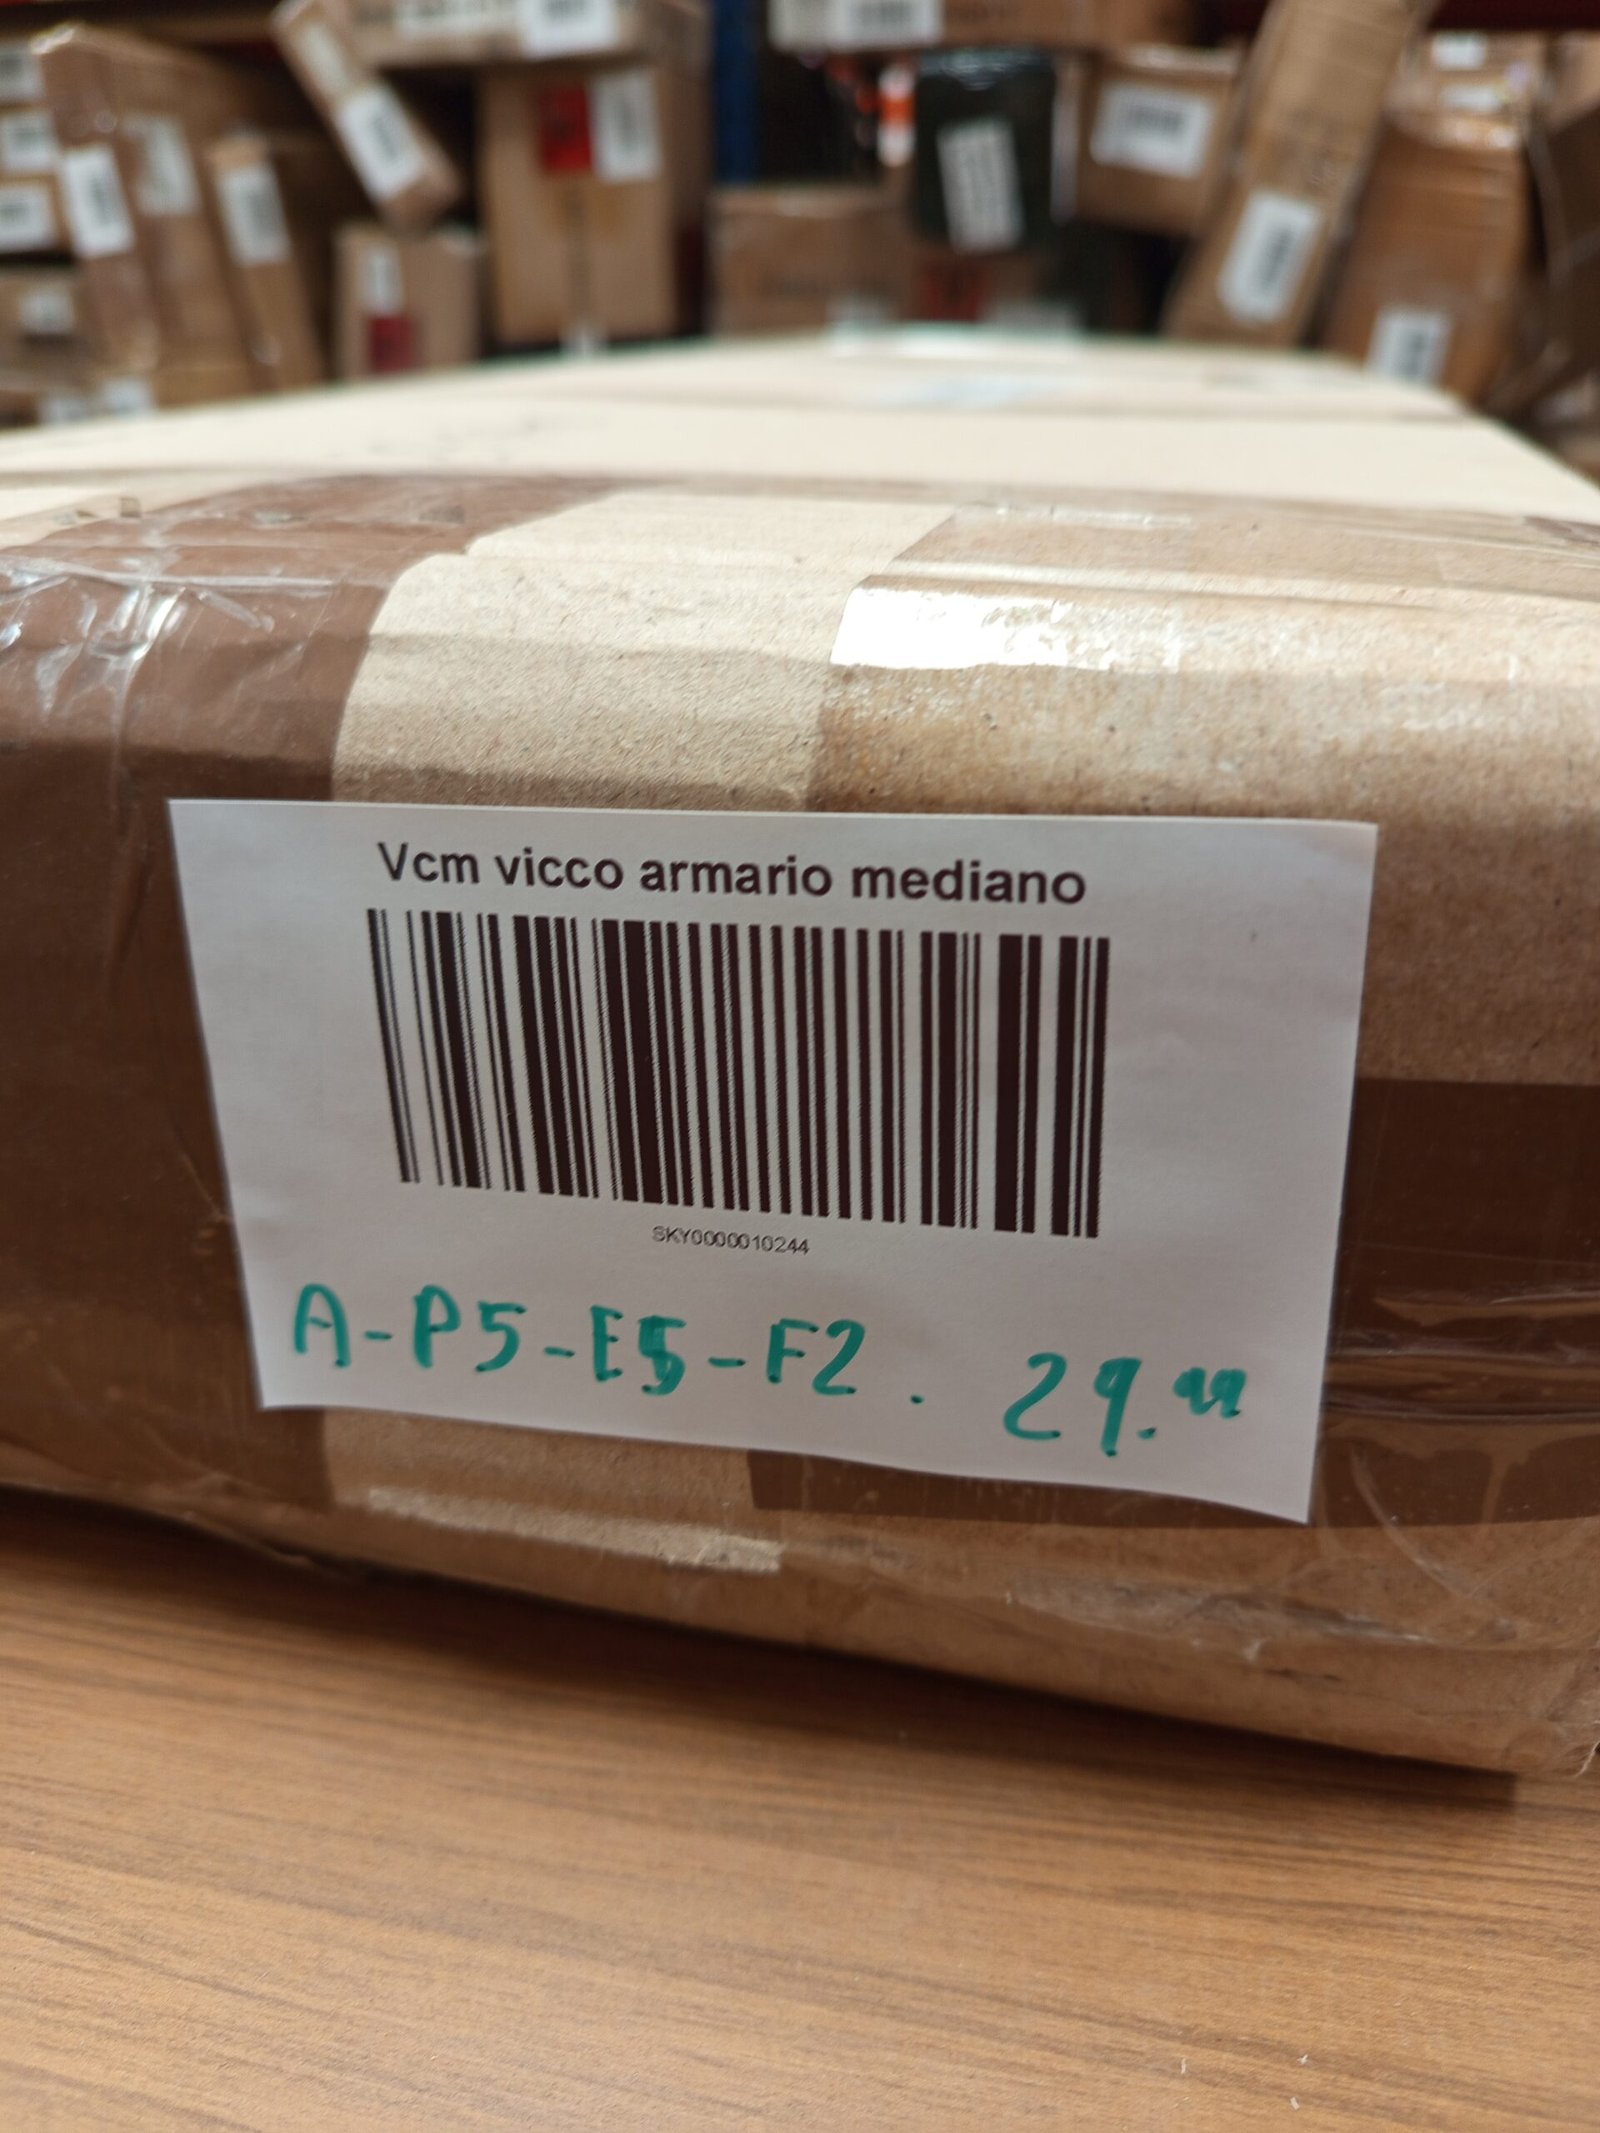 Vcm vicco armario mediano
SKY0000010244
A-P5-E5-F2. 29.99